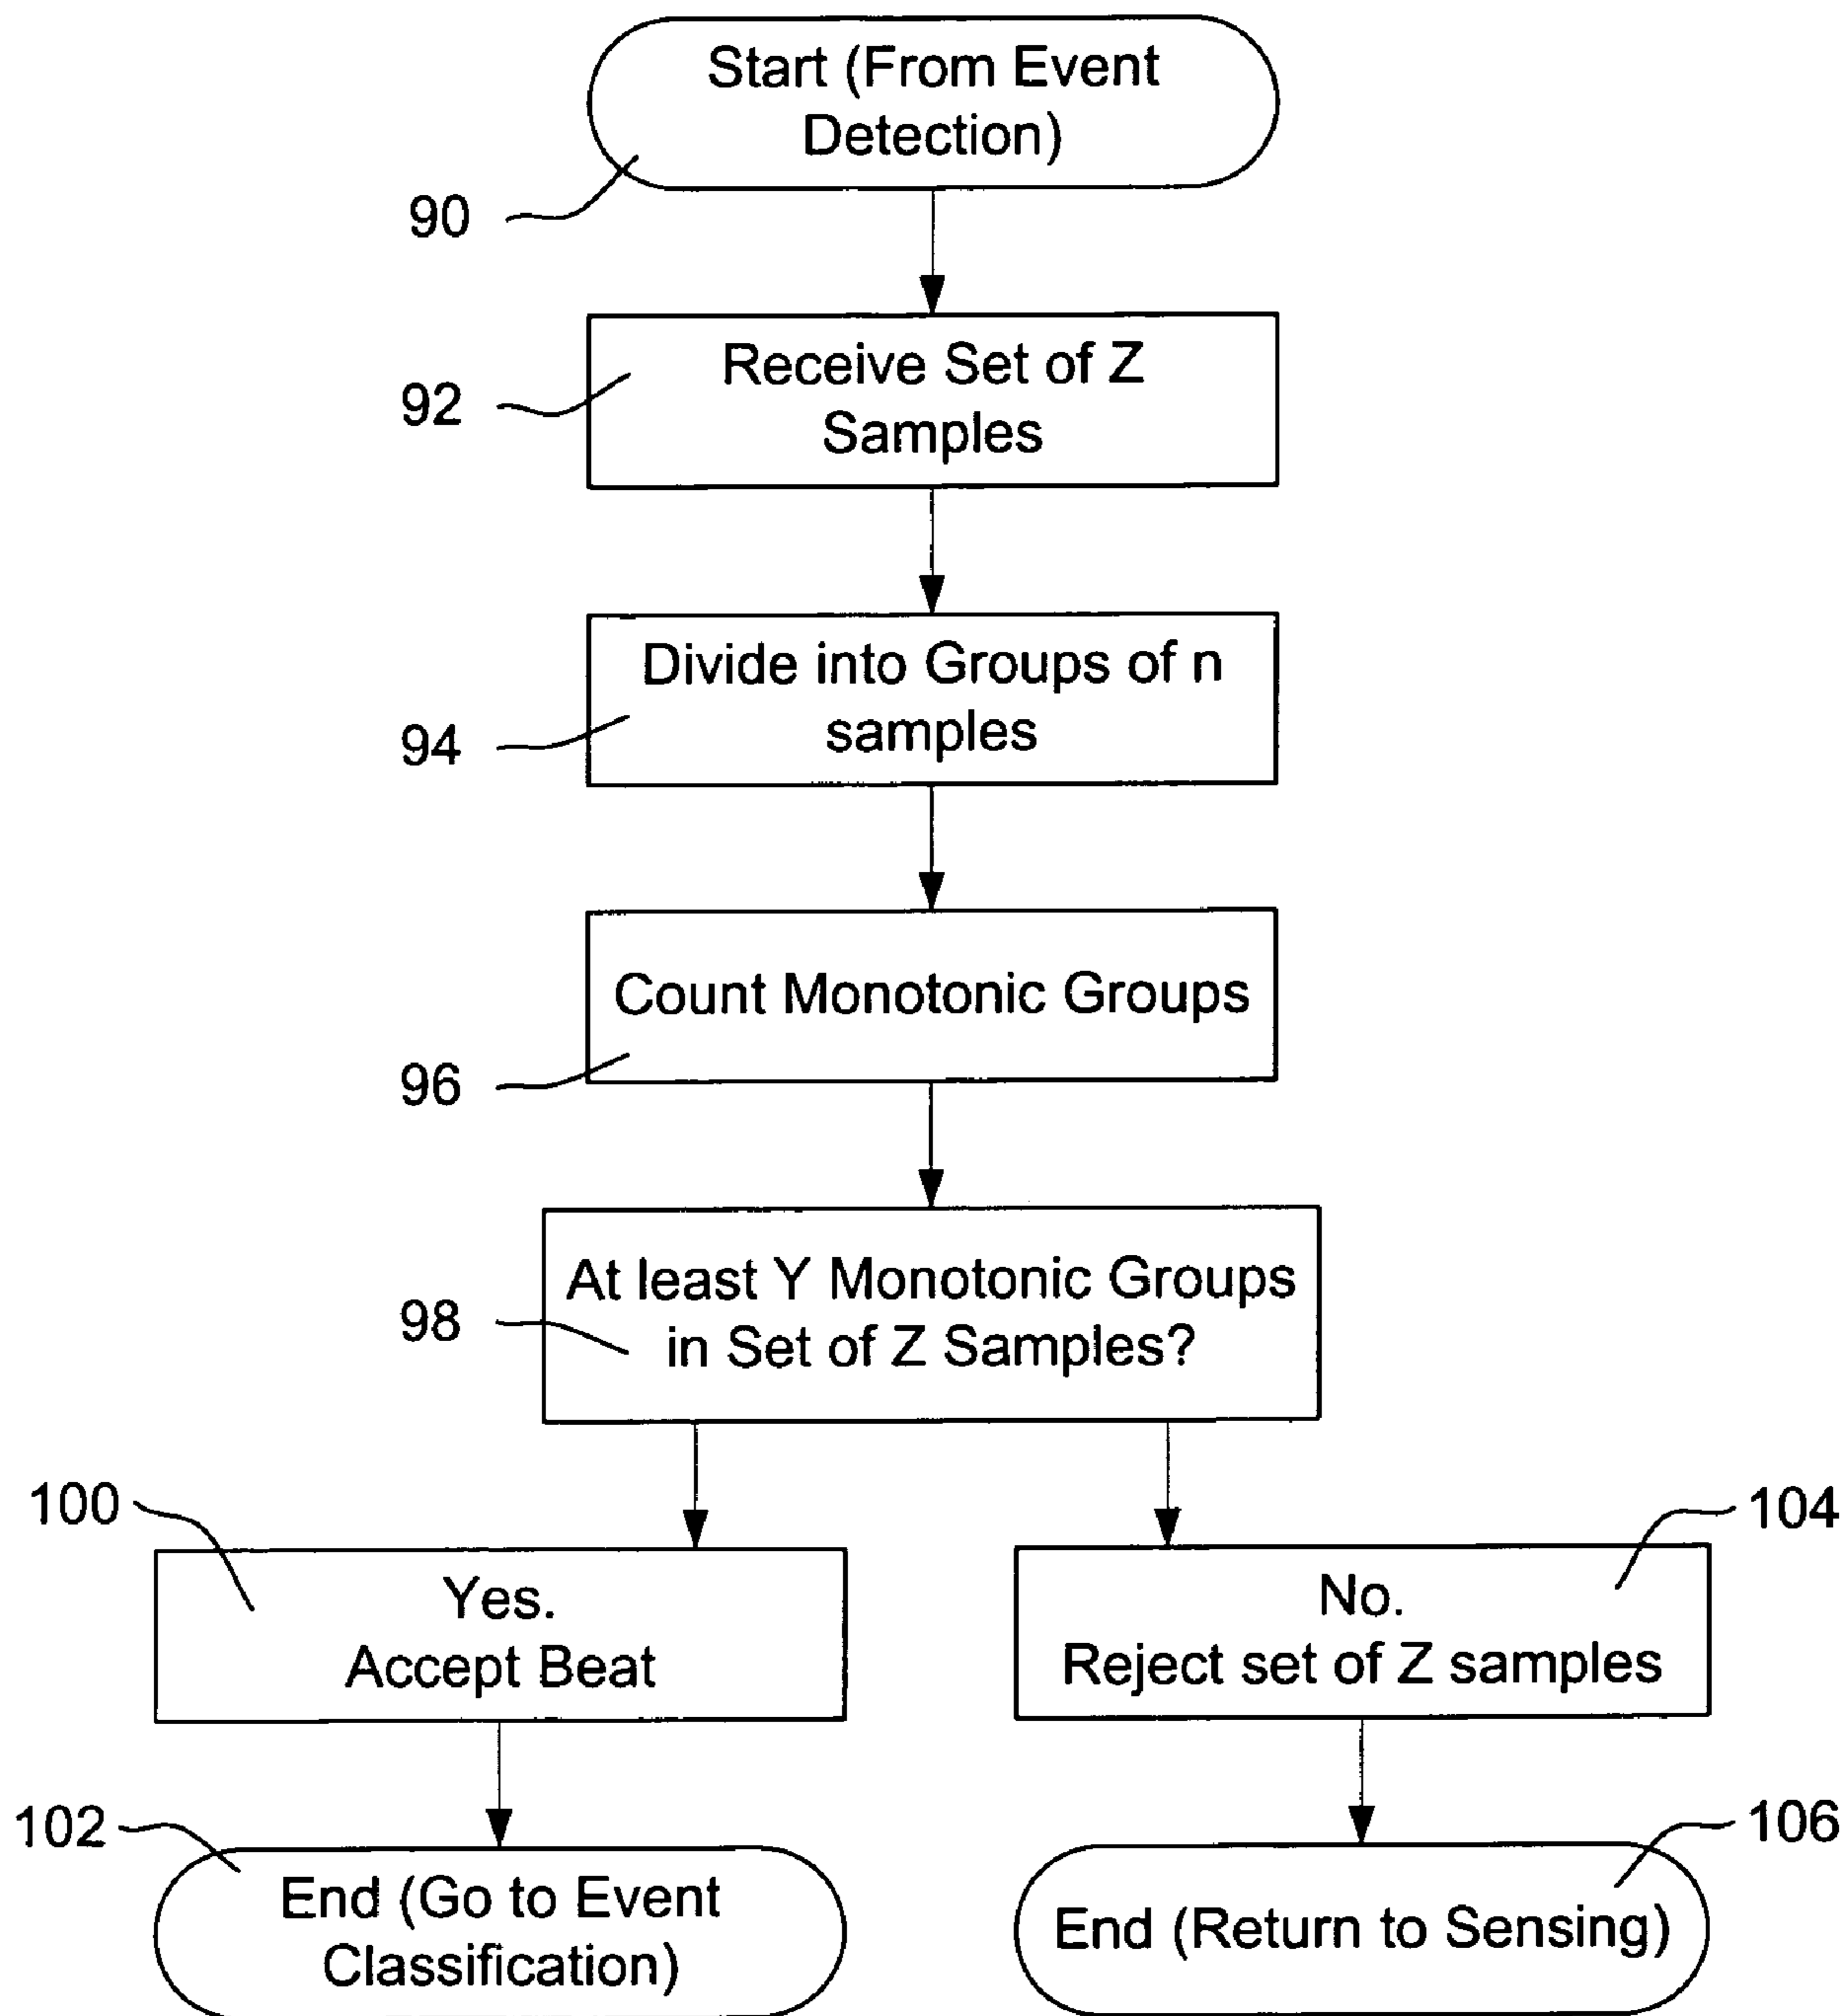 Start (From Event
Detection)
90
Receive Set of Z
Samples
92
Divide into Groups of n
samples
94
Count Monotonic Groups
96
At least Y Monotonic Groups
in Set of Z Samples?
98
100
Yes.
Accept Beat
104
No.
Reject set of Z samples
102
End (Go to Event
Classification)
106
End (Return to Sensing)